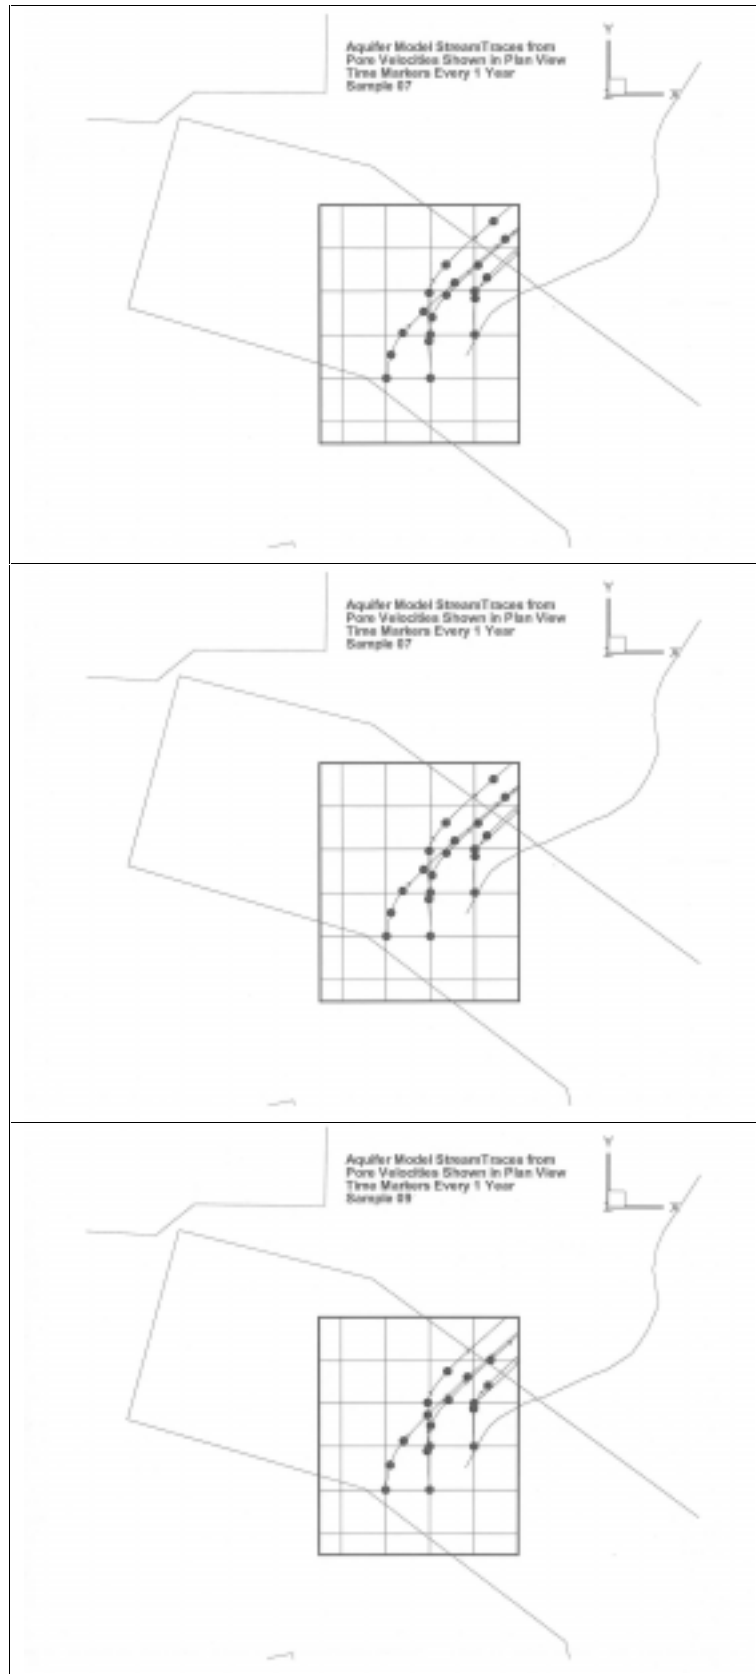 Aquifer Model StreamTraces from
Pore Velocities Shown in Plan View
Time Markers Every 1 Year
Sample 07
Y
Z X
Aquifer Model StreamTraces from
Pore Velocities Shown in Plan View
Time Markers Every 1 Year
Sample 07
Y
Z X
Aquifer Model StreamTraces from
Pore Velocities Shown in Plan View
Time Markers Every 1 Year
Sample 09
Y
Z X